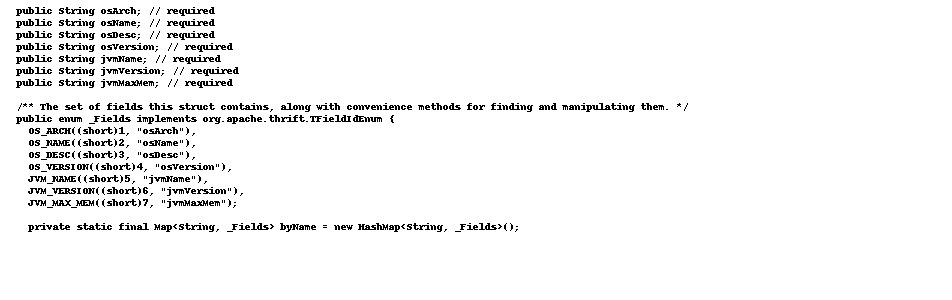 public String osArch; // required
public String osName; // required
public String osDesc; // required
public String osVersion; // required
public String jvmName; // required
public String jvmVersion; // required
public String jvmMaxMem; // required
/** The set of fields this struct contains, along with convenience methods for finding and manipulating them. */
public enum _Fields implements org.apache.thrift.TFieldIdEnum {
OS_ARCH((short)1, "osArch"),
OS_NAME((short)2, "osName"),
OS_DESC((short)3, "osDesc"),
OS_VERSION((short)4, "osVersion"),
JVM_NAME((short)5, "jvmName"),
JVM_VERSION((short)6, "jvmVersion"),
JVM_MAX_MEM((short)7, "jvmMaxMem");
private static final Map<String, _Fields> byName = new HashMap<String, _Fields>();